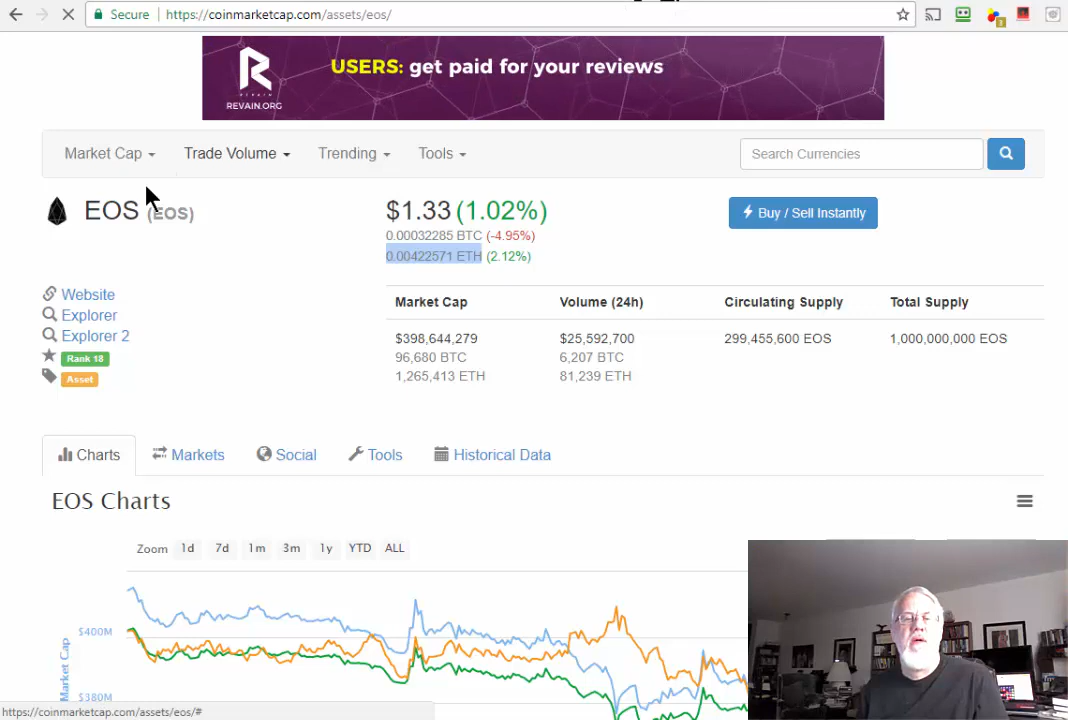 Secure https://coinmarketcap.com/assets/eos/
3
USERS: get paid for your reviews
R
REVAIN
REVAIN.ORG
Market Cap Trade Volume Trending Tools Search Currencies
EOS (EOS) $1.33 (1.02%) Buy / Sell Instantly
0.00032285 BTC (-4.95%)
0.00422571 ETH (2.12%)
Website
Explorer
Explorer 2
Rank 18
Asset
Market Cap Volume (24h) Circulating Supply Total Supply
$398,644,279 $25,592,700 299,455,600 EOS 1,000,000,000 EOS
96,680 BTC 6,207 BTC
1,265,413 ETH 81,239 ETH
Charts Markets Social Tools Historical Data
EOS Charts
Zoom 1d 7d 1m 3m 1y YTD ALL
$400M
Market Cap
$380M
https://coinmarketcap.com/assets/eos/#